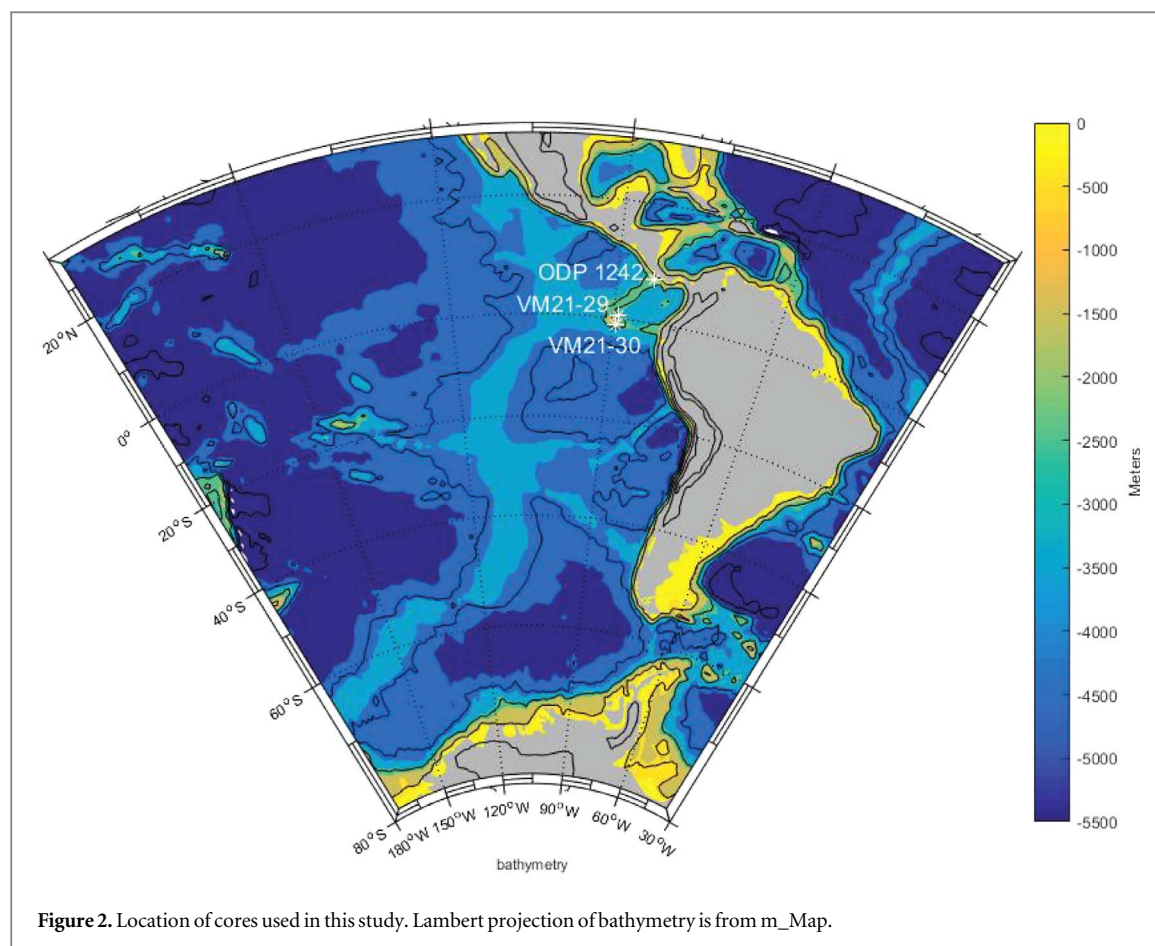 ODP 1242
VM21-29
VM21-30
20°N
0°
20°S
40°S
60°S
80°S
180°W
150°W
120°W
90°W
60°W
30°W
bathymetry
0
-500
-1000
-1500
-2000
-2500
-3000
-3500
-4000
-4500
-5000
-5500
Meters
Figure 2. Location of cores used in this study. Lambert projection of bathymetry is from m_Map.